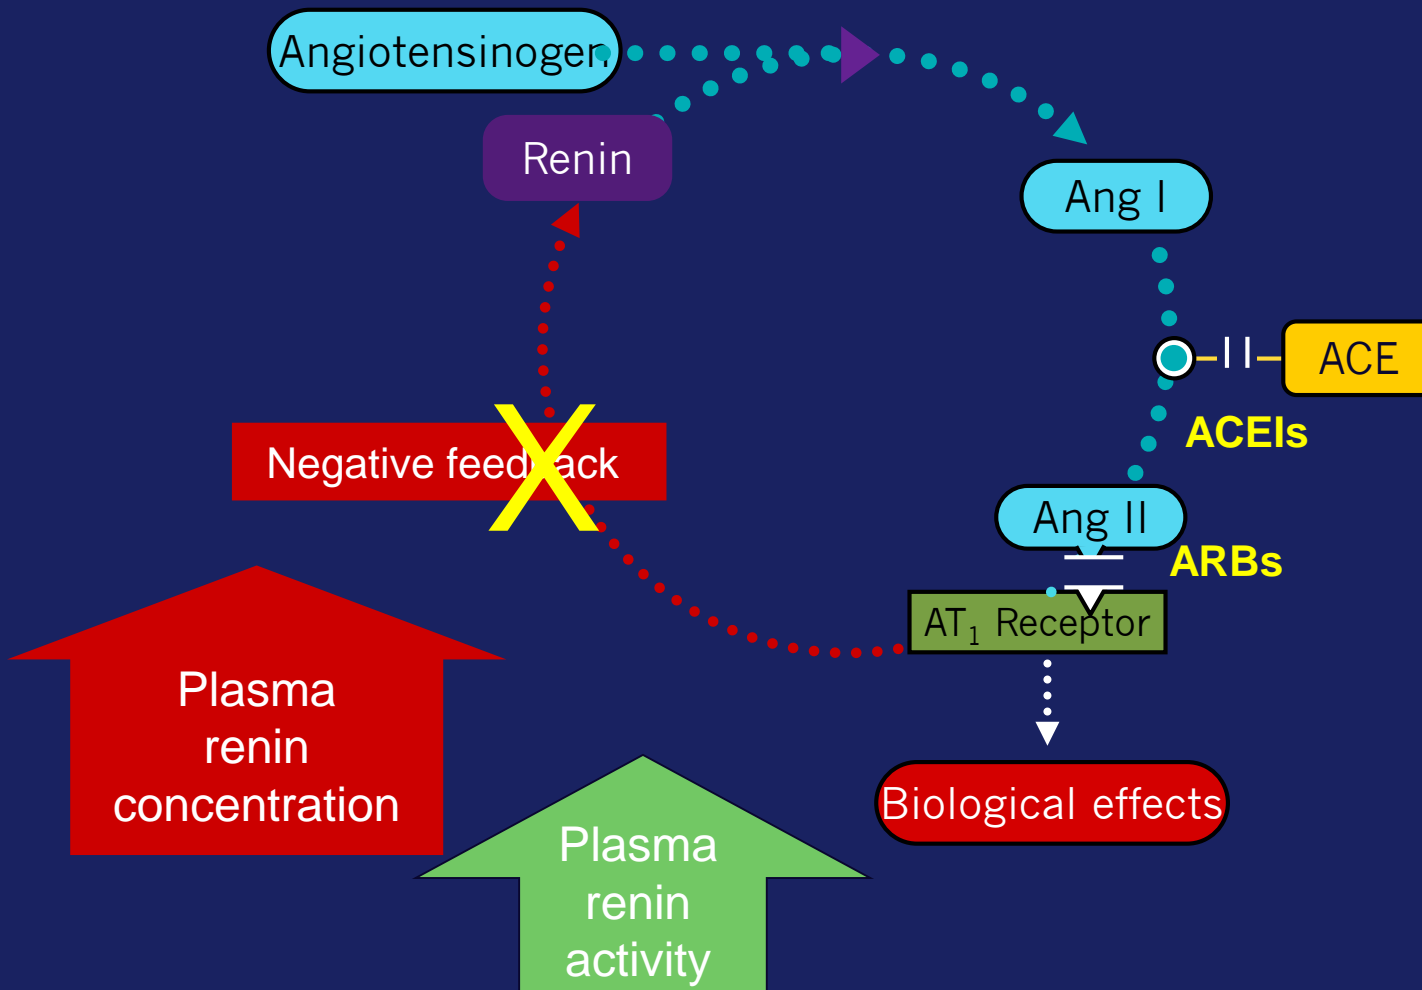 Angiotensinogen
Renin
Ang I
ACE
ACEIs
Negative feedback
Ang II
ARBs
AT₁ Receptor
Plasma
renin
concentration
Biological effects
Plasma
renin
activity